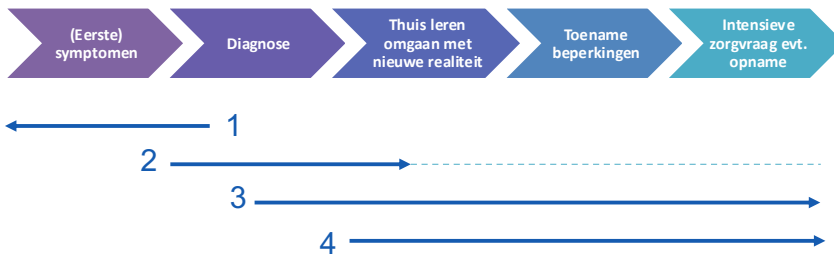 (Eerste)
symptomen
Diagnose
Thuis leren
omgaan met
nieuwe realiteit
Toename
beperkingen
Intensieve
zorgvraag evt.
opname
1
2
3
4